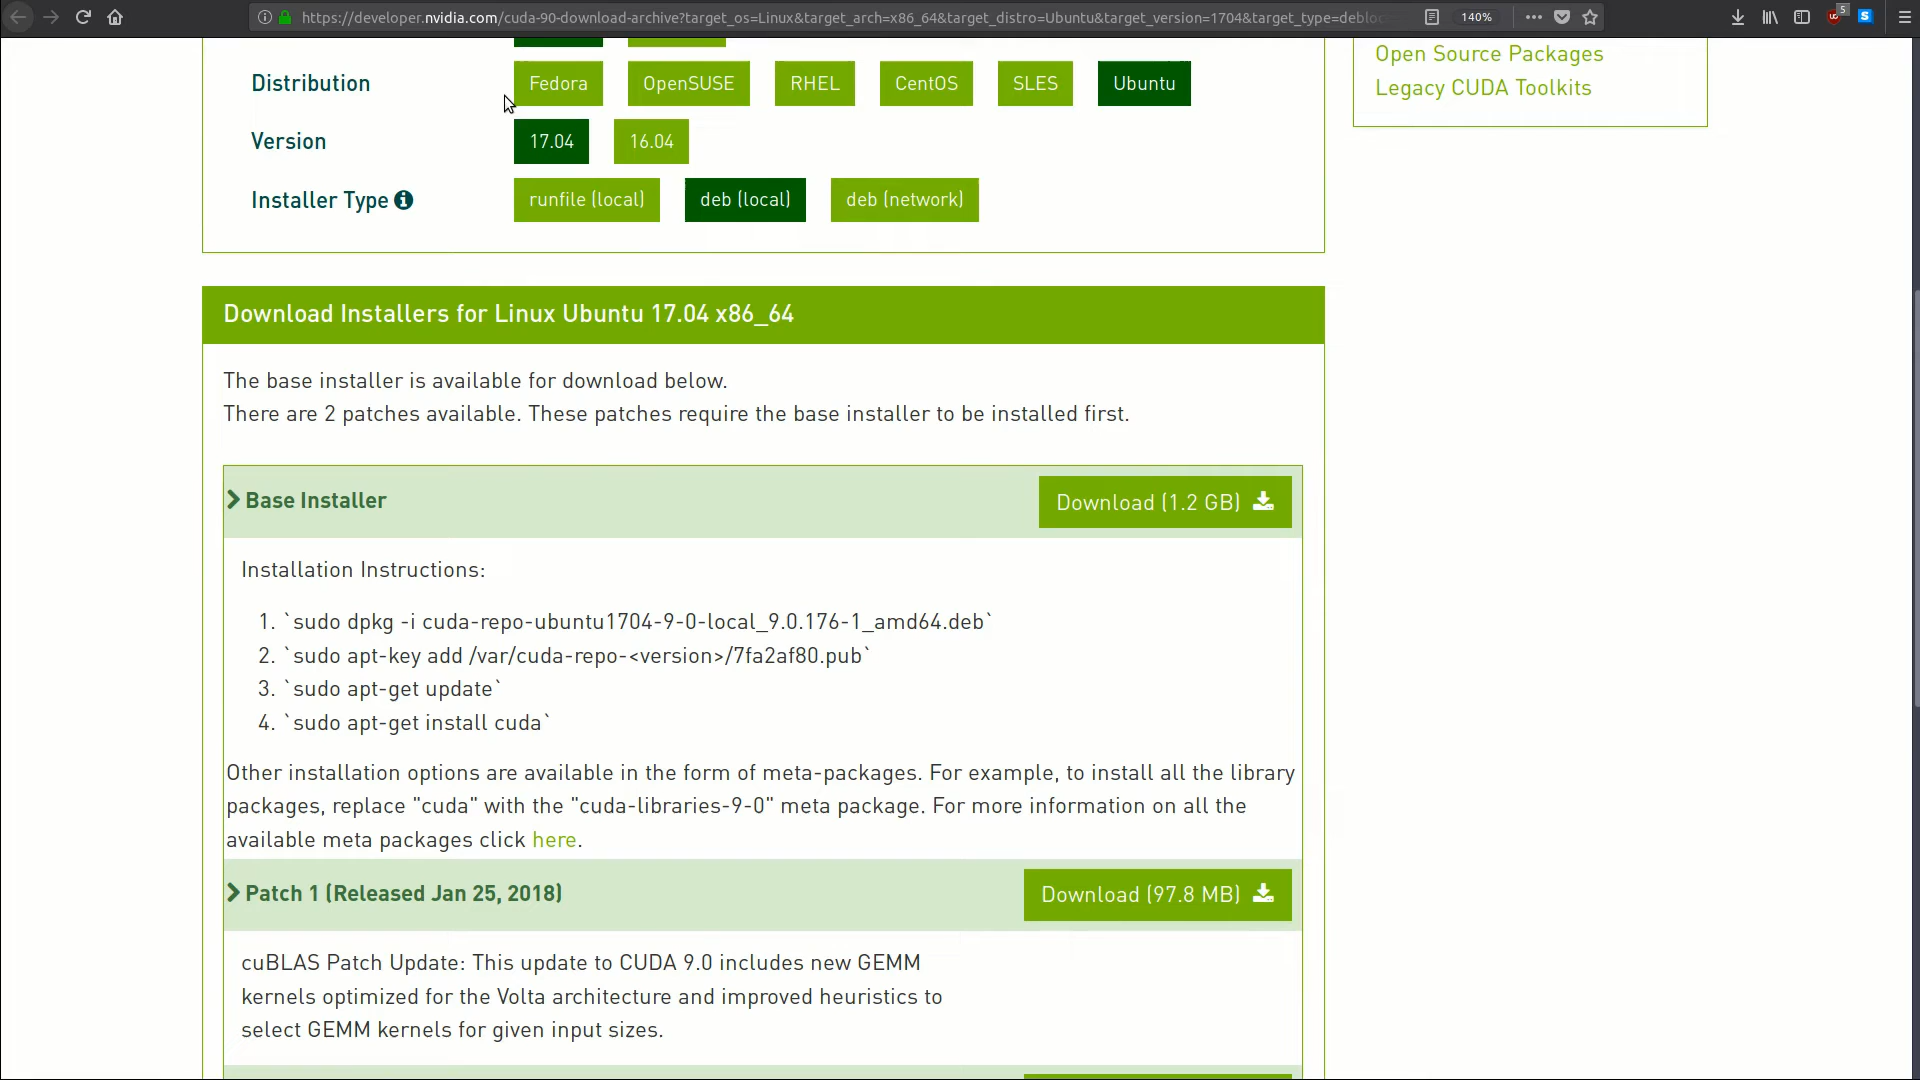 https://developer.nvidia.com/cuda-90-download-archive?target_os=Linux&target_arch=x86_64&target_distro=Ubuntu&target_version=1704&target_type=debloc
140%
5
S
Open Source Packages
Legacy CUDA Toolkits
Distribution
Fedora
OpenSUSE
RHEL
CentOS
SLES
Ubuntu
Version
17.04
16.04
Installer Type
runfile (local)
deb (local)
deb (network)
Download Installers for Linux Ubuntu 17.04 x86_64
The base installer is available for download below.
There are 2 patches available. These patches require the base installer to be installed first.
Base Installer
Download (1.2 GB)
Installation Instructions:
1. `sudo dpkg -i cuda-repo-ubuntu1704-9-0-local_9.0.176-1_amd64.deb`
2. `sudo apt-key add /var/cuda-repo-<version>/7fa2af80.pub`
3. `sudo apt-get update`
4. `sudo apt-get install cuda`
Other installation options are available in the form of meta-packages. For example, to install all the library
packages, replace "cuda" with the "cuda-libraries-9-0" meta package. For more information on all the
available meta packages click here.
Patch 1 (Released Jan 25, 2018)
Download (97.8 MB)
cuBLAS Patch Update: This update to CUDA 9.0 includes new GEMM
kernels optimized for the Volta architecture and improved heuristics to
select GEMM kernels for given input sizes.